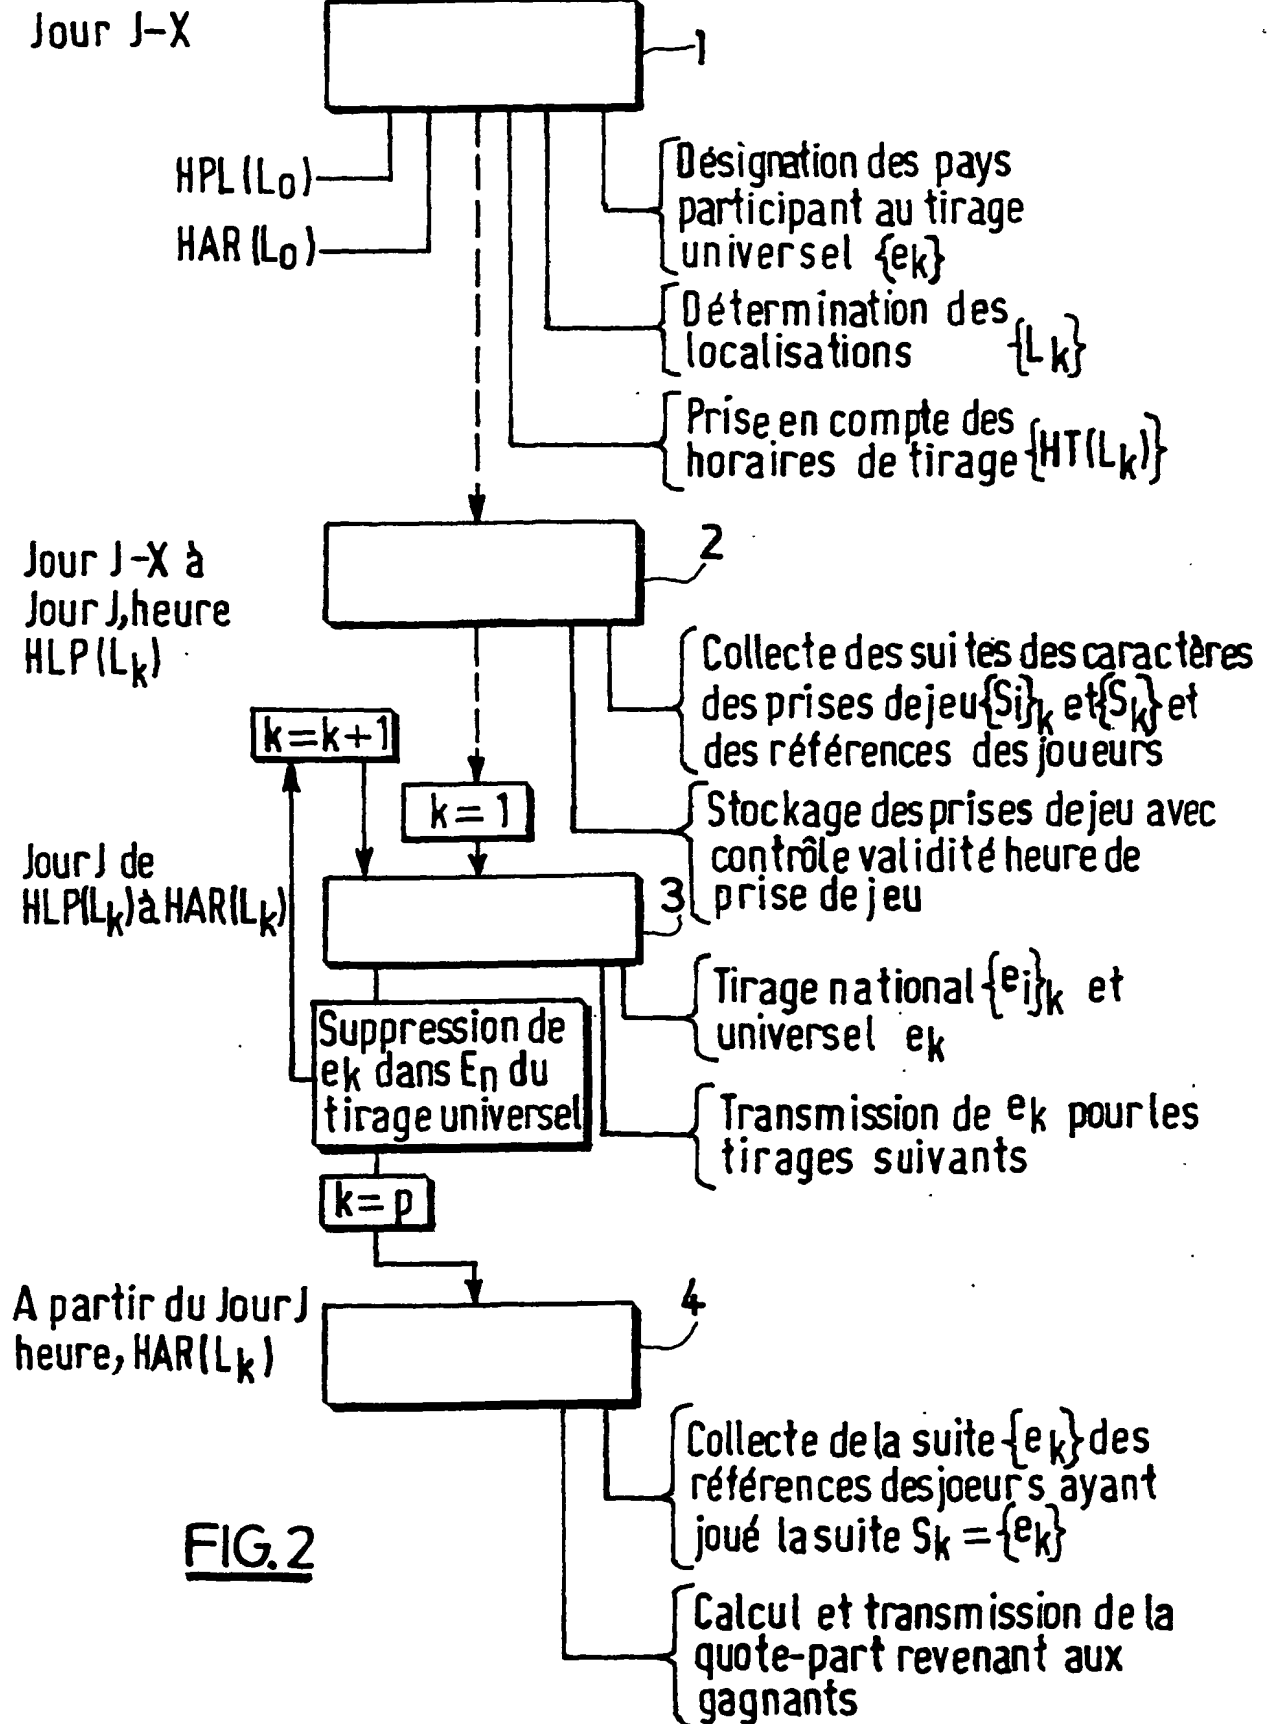 Jour J-X
1
HPL(L0)
HAR(L0)
Désignation des pays
participant au tirage
universel {ek}
Détermination des
localisations {Lk}
Prise en compte des
horaires de tirage {HT(Lk)}
2
Jour J-X à
Jour J, heure
HLP(Lk)
Collecte des suites des caractères
des prises de jeu {Si}k et {Sk} et
des références des joueurs
k=k+1
k=1
Stockage des prises de jeu avec
contrôle validité heure de
prise de jeu
Jour J de
HLP(Lk) à HAR(Lk)
3
Tirage national {ei}k et
universel ek
Suppression de
ek dans En du
tirage universel
Transmission de ek pour les
tirages suivants
k=p
A partir du Jour J
heure, HAR(Lk)
4
Collecte de la suite {ek} des
références des joeurs ayant
joué la suite Sk = {ek}
Calcul et transmission de la
quote-part revenant aux
gagnants
FIG.2